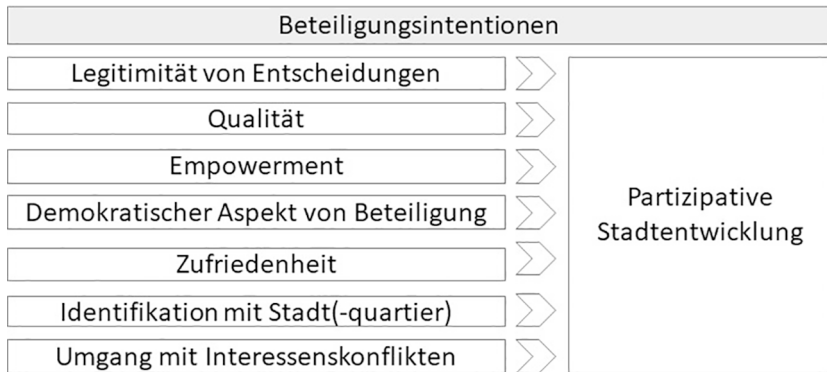 Beteiligungsintentionen
Legitimität von Entscheidungen
Qualität
Empowerment
Demokratischer Aspekt von Beteiligung
Zufriedenheit
Identifikation mit Stadt(-quartier)
Umgang mit Interessenskonflikten
Partizipative
Stadtentwicklung